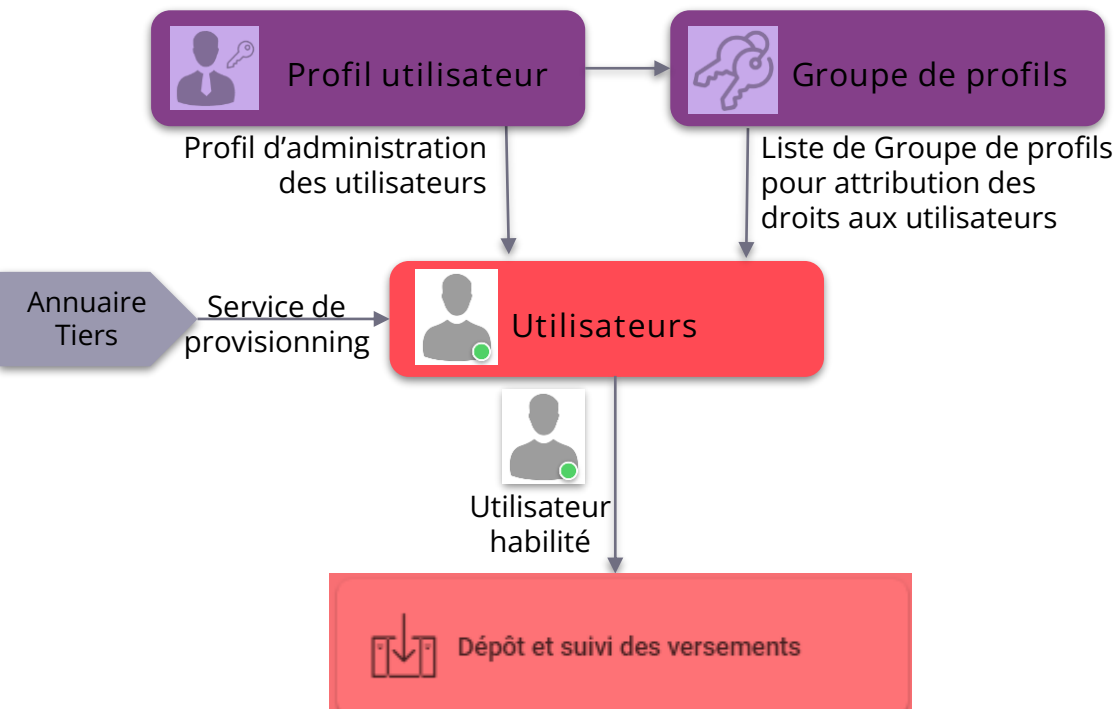 Profil utilisateur
Groupe de profils
Profil d’administration
des utilisateurs
Liste de Groupe de profils
pour attribution des
droits aux utilisateurs
Annuaire
Tiers
Service de
provisionning
Utilisateurs
Utilisateur
habilité
Dépôt et suivi des versements